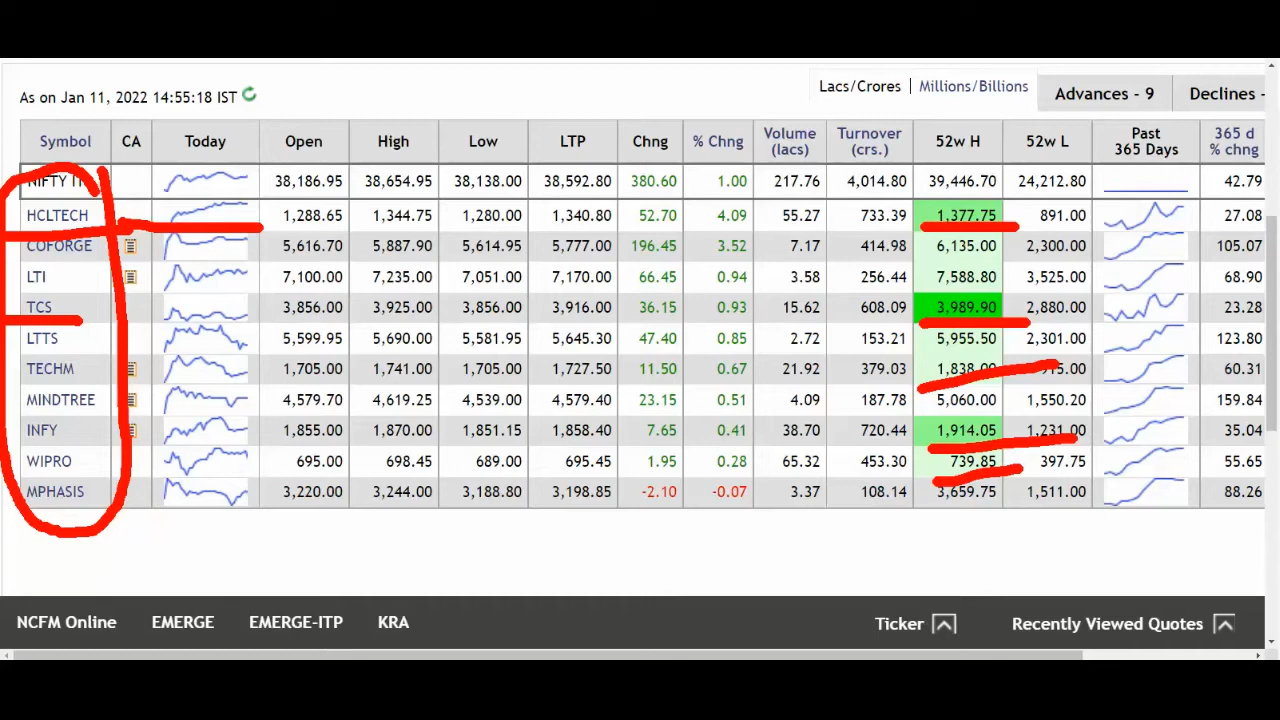 Lacs/Crores | Millions/Billions
Advances - 9
Declines -
As on Jan 11, 2022 14:55:18 IST
Symbol CA Today Open High Low LTP Chng % Chng Volume (lacs) Turnover (crs.) 52w H 52w L Past 365 Days 365 d % chng
NIFTY IT 38,186.95 38,654.95 38,138.00 38,592.80 380.60 1.00 217.76 4,014.80 39,446.70 24,212.80 42.79
HCLTECH 1,288.65 1,344.75 1,280.00 1,340.80 52.70 4.09 55.27 733.39 1,377.75 891.00 27.08
COFORGE 5,616.70 5,887.90 5,614.95 5,777.00 196.45 3.52 7.17 414.98 6,135.00 2,300.00 105.07
LTI 7,100.00 7,235.00 7,051.00 7,170.00 66.45 0.94 3.58 256.44 7,588.80 3,525.00 68.90
TCS 3,856.00 3,925.00 3,856.00 3,916.00 36.15 0.93 15.62 608.09 3,989.90 2,880.00 23.28
LTTS 5,599.95 5,690.00 5,581.95 5,645.30 47.40 0.85 2.72 153.21 5,955.50 2,301.00 123.80
TECHM 1,705.00 1,741.00 1,705.00 1,727.50 11.50 0.67 21.92 379.03 1,838.00 60.31
MINDTREE 4,579.70 4,619.25 4,539.00 4,579.40 23.15 0.51 4.09 187.78 5,060.00 1,550.20 159.84
INFY 1,855.00 1,870.00 1,851.15 1,858.40 7.65 0.41 38.70 720.44 1,914.05 1,231.00 35.04
WIPRO 695.00 698.45 689.00 695.45 1.95 0.28 65.32 453.30 739.85 397.75 55.65
MPHASIS 3,220.00 3,244.00 3,188.80 3,198.85 -2.10 -0.07 3.37 108.14 3,659.75 1,511.00 88.26
NCFM Online EMERGE EMERGE-ITP KRA Ticker Recently Viewed Quotes